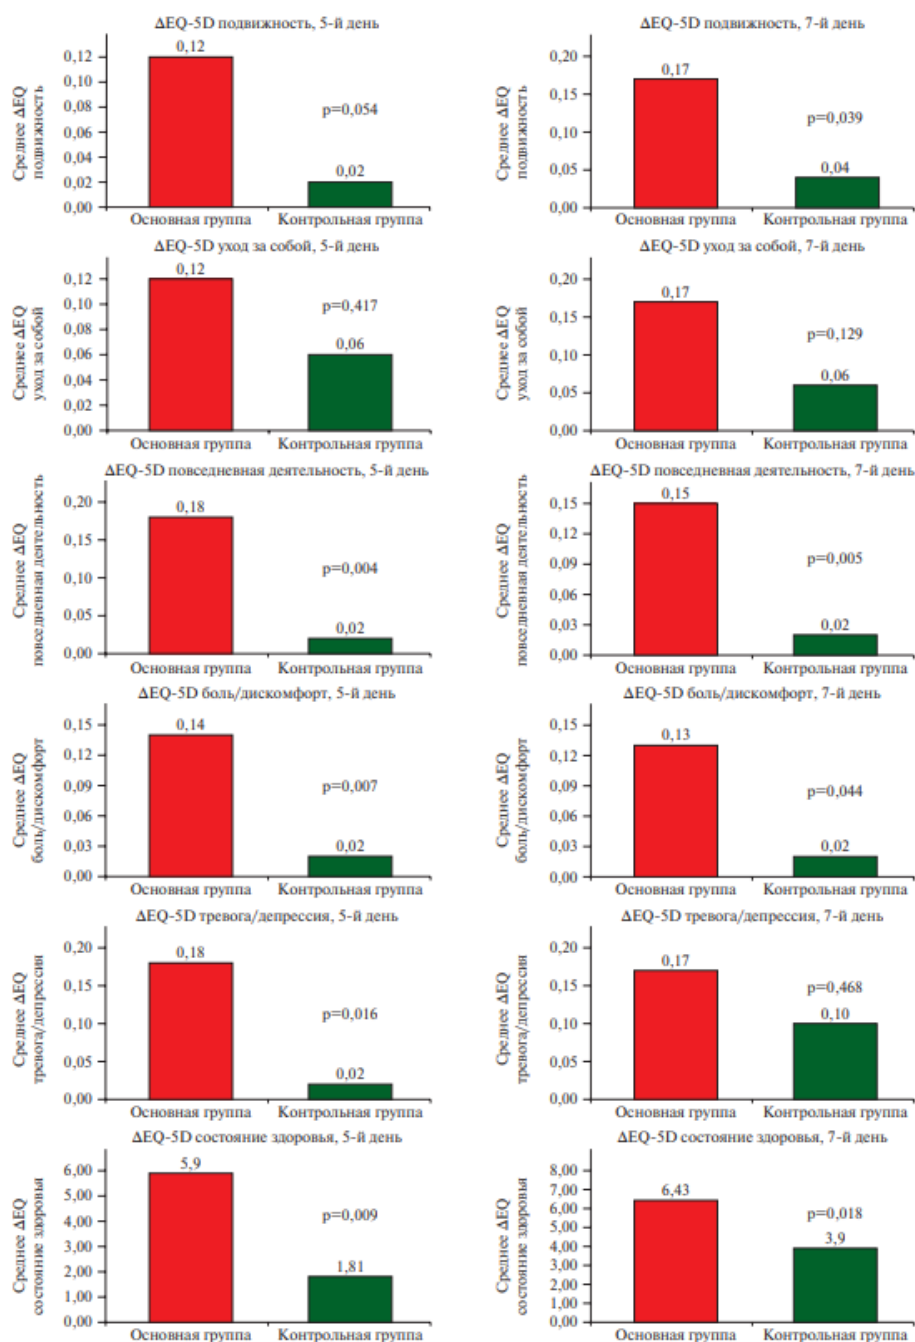 ΔEQ-5D подвижность, 5-й день
Среднее ΔEQ
подвижность
0,12
0,10
0,08
0,06
0,04
0,02
0,00
0,12
p=0,054
0,02
Основная группа Контрольная группа
ΔEQ-5D подвижность, 7-й день
Среднее ΔEQ
подвижность
0,20
0,15
0,10
0,05
0,00
0,17
p=0,039
0,04
Основная группа Контрольная группа
ΔEQ-5D уход за собой, 5-й день
Среднее ΔEQ
уход за собой
0,12
0,10
0,08
0,06
0,04
0,02
0,00
0,12
p=0,417
0,06
Основная группа Контрольная группа
ΔEQ-5D уход за собой, 7-й день
Среднее ΔEQ
уход за собой
0,20
0,15
0,10
0,05
0,00
0,17
p=0,129
0,06
Основная группа Контрольная группа
ΔEQ-5D повседневная деятельность, 5-й день
Среднее ΔEQ
повседневная деятельность
0,20
0,15
0,10
0,05
0,00
0,18
p=0,004
0,02
Основная группа Контрольная группа
ΔEQ-5D повседневная деятельность, 7-й день
Среднее ΔEQ
повседневная деятельность
0,15
0,12
0,09
0,06
0,03
0,00
0,15
p=0,005
0,02
Основная группа Контрольная группа
ΔEQ-5D боль/дискомфорт, 5-й день
Среднее ΔEQ
боль/дискомфорт
0,15
0,12
0,09
0,06
0,03
0,00
0,14
p=0,007
0,02
Основная группа Контрольная группа
ΔEQ-5D боль/дискомфорт, 7-й день
Среднее ΔEQ
боль/дискомфорт
0,15
0,12
0,09
0,06
0,03
0,00
0,13
p=0,044
0,02
Основная группа Контрольная группа
ΔEQ-5D тревога/депрессия, 5-й день
Среднее ΔEQ
тревога/депрессия
0,20
0,15
0,10
0,05
0,00
0,18
p=0,016
0,02
Основная группа Контрольная группа
ΔEQ-5D тревога/депрессия, 7-й день
Среднее ΔEQ
тревога/депрессия
0,20
0,15
0,10
0,05
0,00
0,17
p=0,468
0,10
Основная группа Контрольная группа
ΔEQ-5D состояние здоровья, 5-й день
Среднее ΔEQ
состояние здоровья
6,00
5,00
4,00
3,00
2,00
1,00
0,00
5,9
p=0,009
1,81
Основная группа Контрольная группа
ΔEQ-5D состояние здоровья, 7-й день
Среднее ΔEQ
состояние здоровья
8,00
7,00
6,00
5,00
4,00
3,00
2,00
1,00
0,00
6,43
p=0,018
3,9
Основная группа Контрольная группа